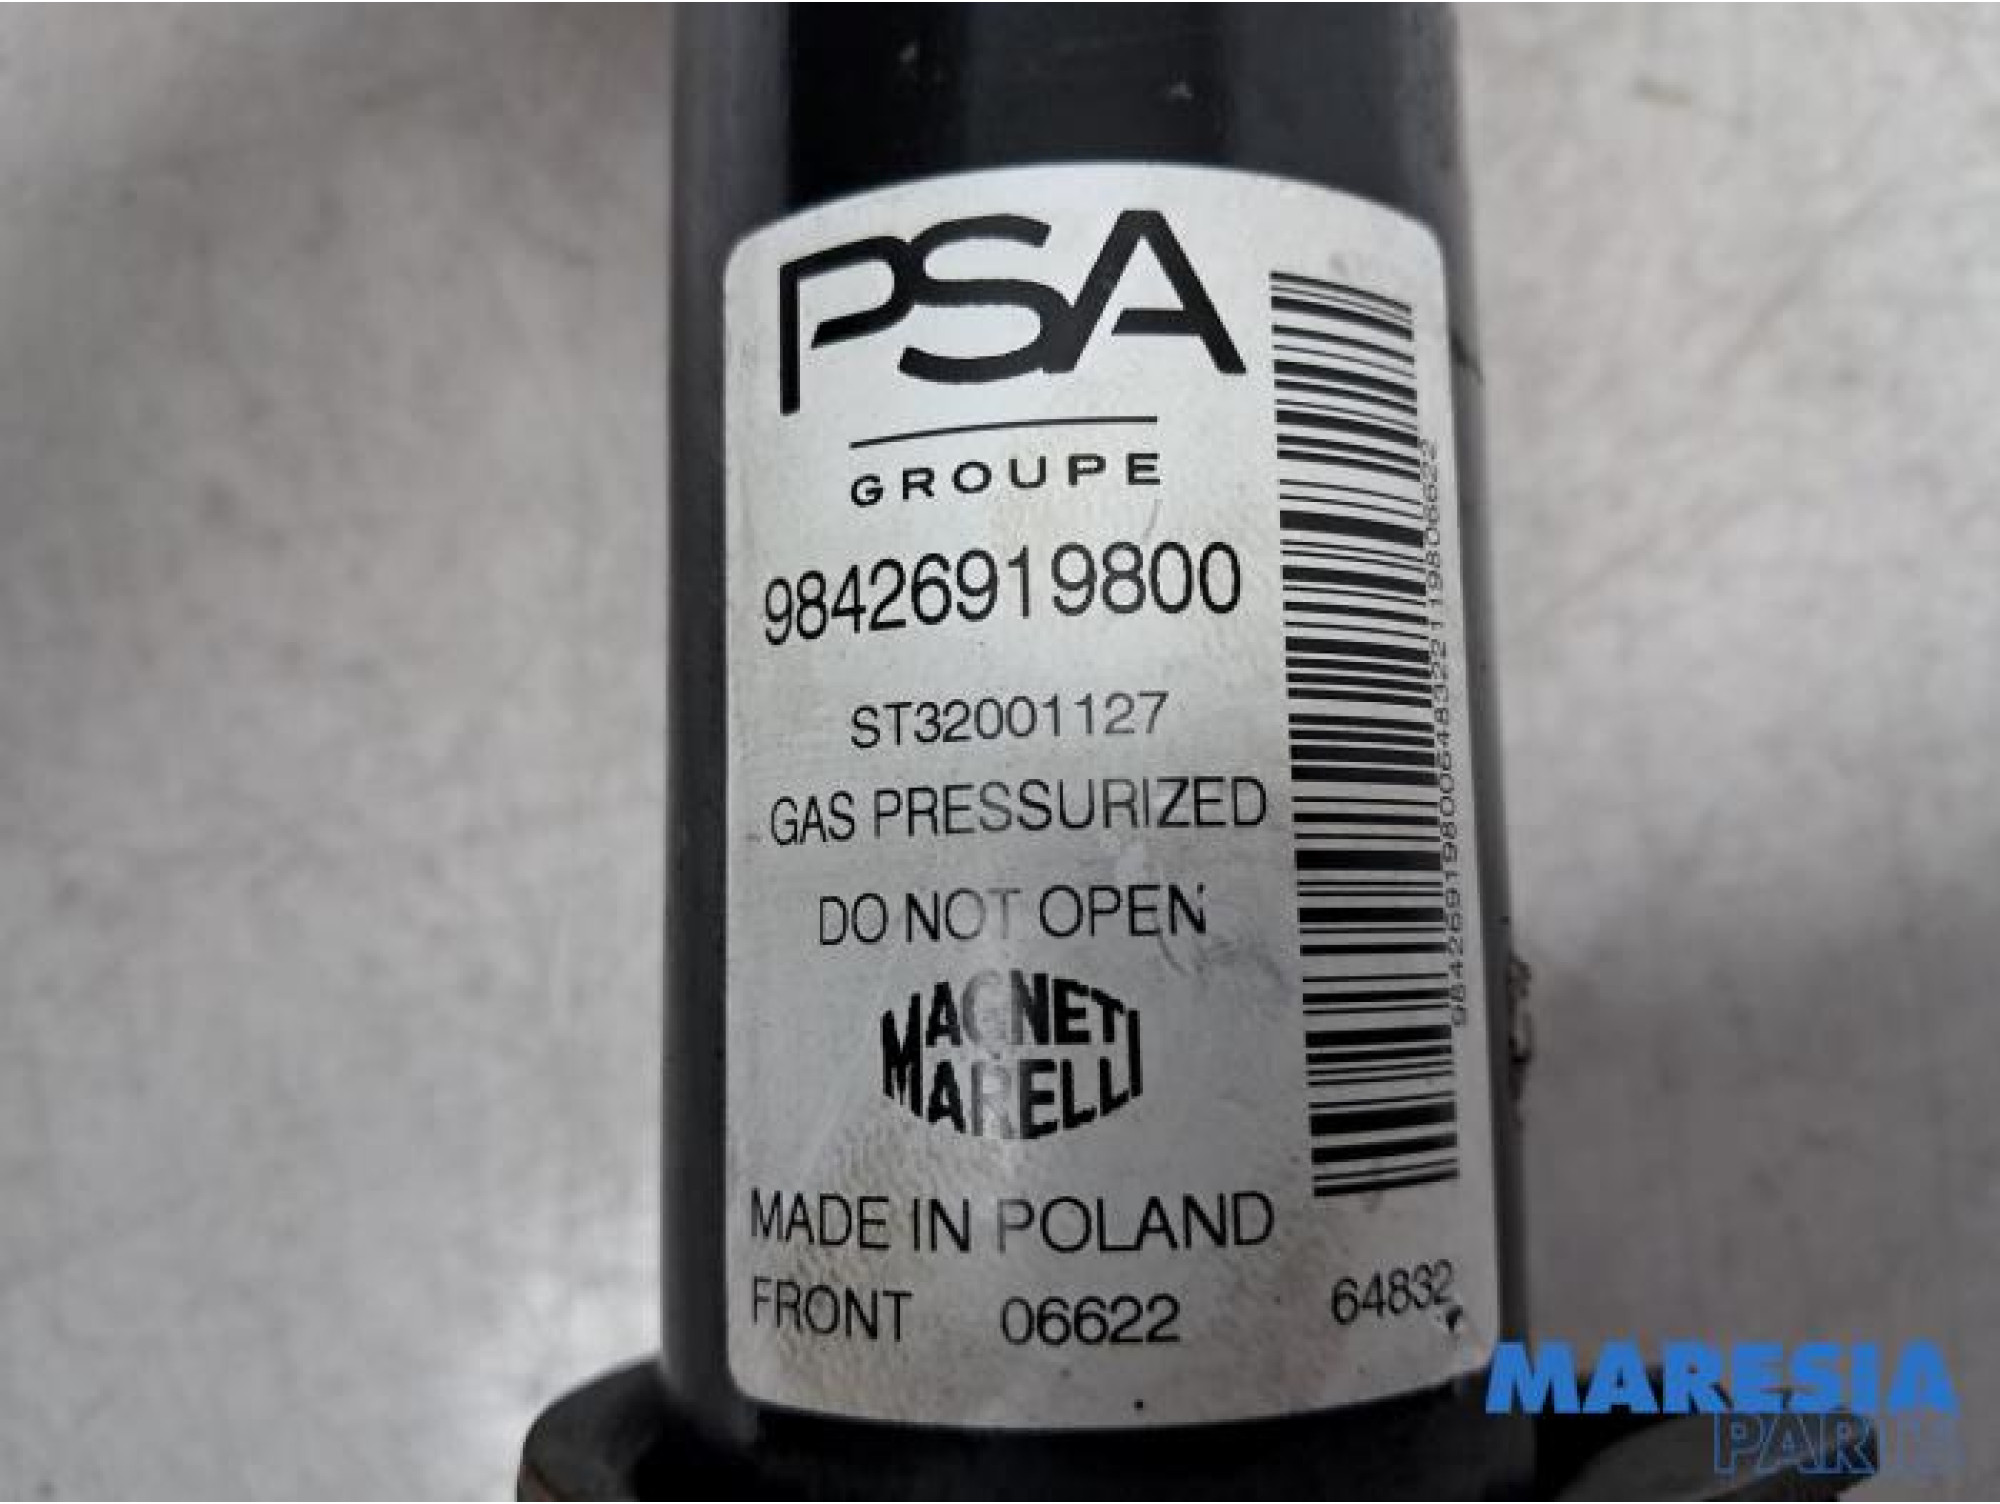 PSA
GROUPE
98426919800
ST32001127
GAS PRESSURIZED
DO NOT OPEN
MAGNETI
MARELLI
MADE IN POLAND
FRONT 06622 64832
98426919800648322119806622
MARESIA
PARTS